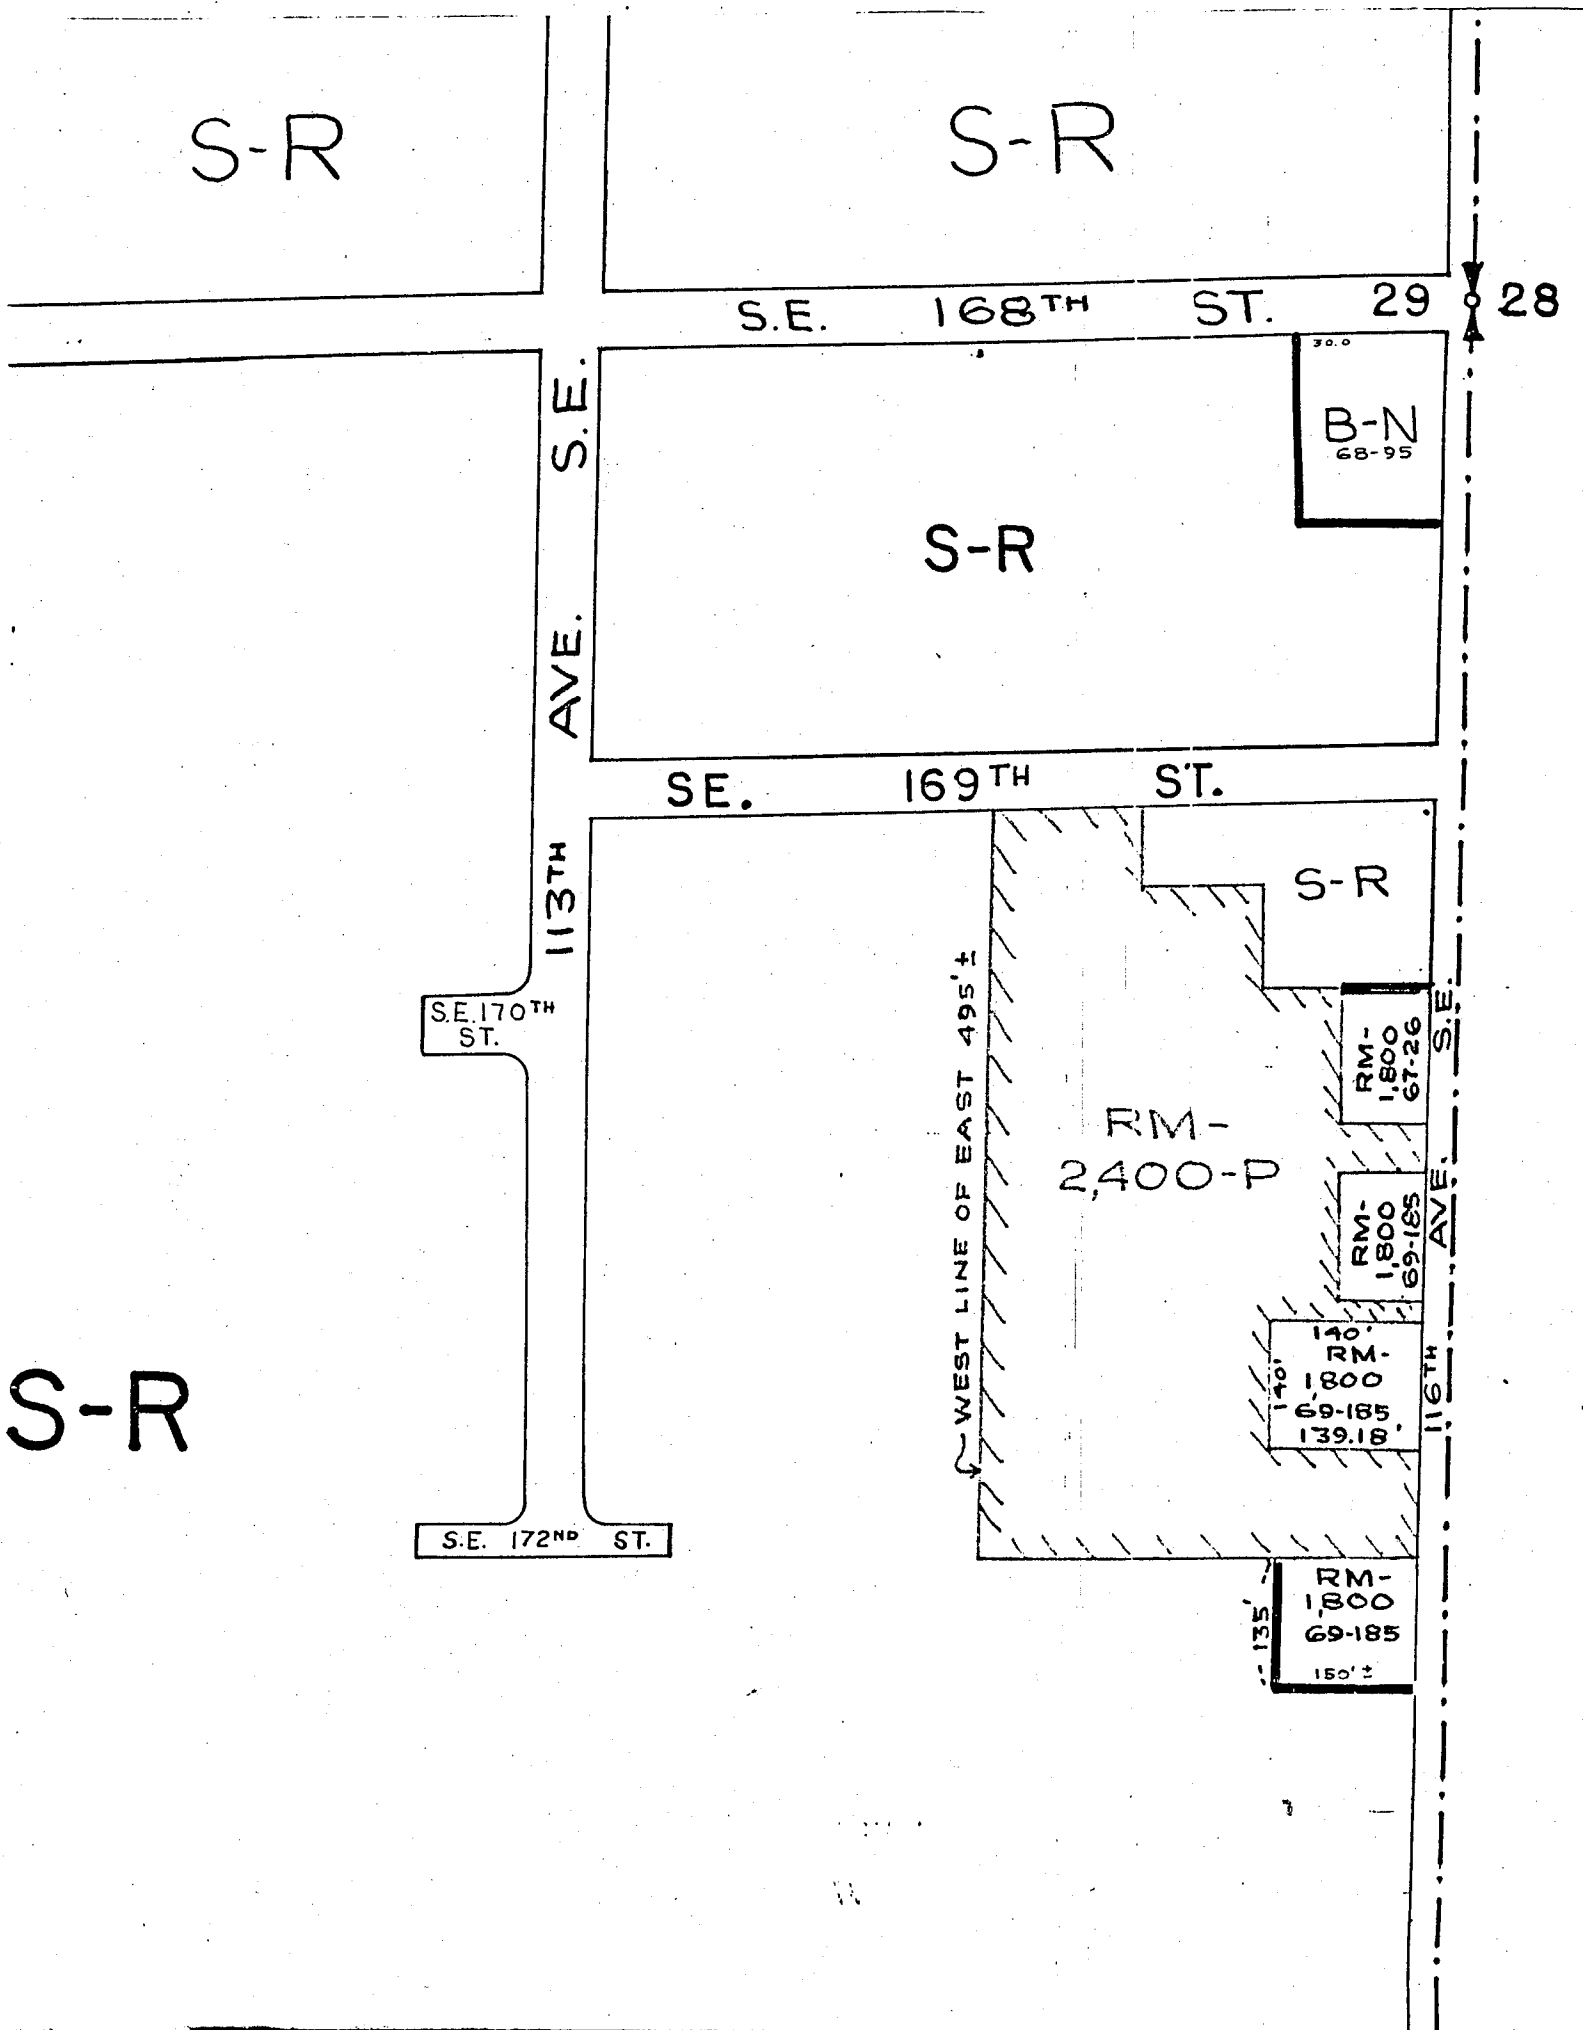 S-R
S-R
S.E. 168TH ST. 29 28
30.0
B-N
68-95
S-R
113TH AVE. S.E.
SE. 169TH ST.
S-R
S.E. 170TH
ST.
WEST LINE OF EAST 495'±
RM-
1,800
67-26
RM-
2,400-P
RM-
1,800
69-185
116TH AVE. S.E.
140'
140'
RM-
1,800
69-185
139.18'
S-R
S.E. 172ND ST.
RM-
1,800
69-185
135'
150'±